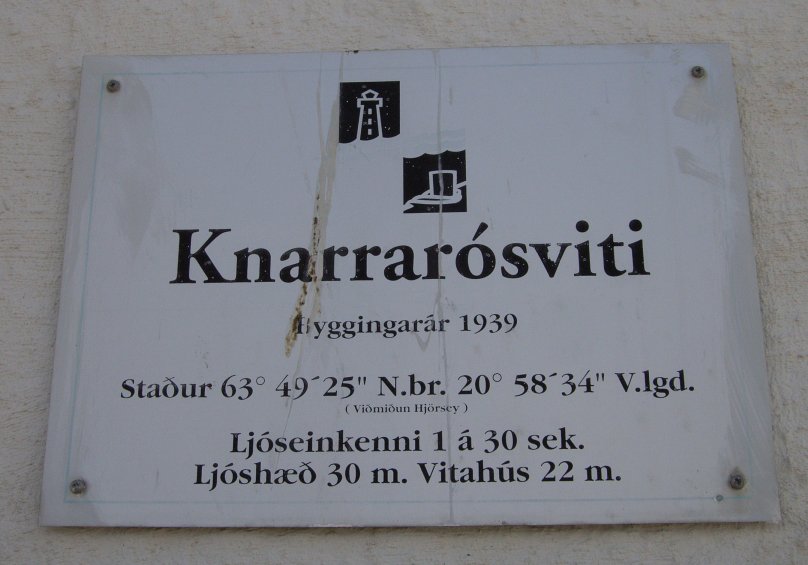 Knarrarósviti
Byggingarár 1939
Staður 63° 49´25" N.br. 20° 58´34" V.lgd.
( Viðmiðun Hjörsey )
Ljóseinkenni 1 á 30 sek.
Ljóshæð 30 m. Vitahús 22 m.